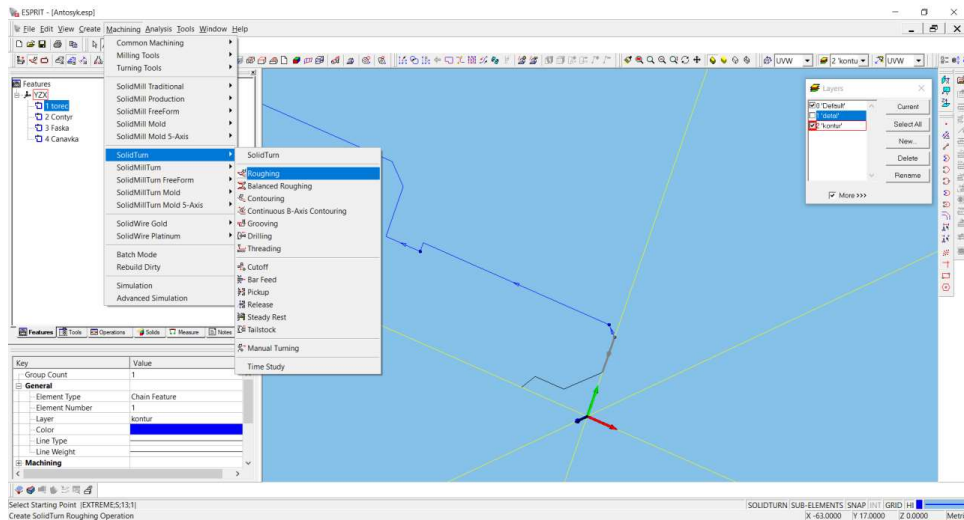 ESPRIT - [Antosyk.esp]
File Edit View Create Machining Analysis Tools Window Help
Common Machining
Milling Tools
Turning Tools
SolidMill Traditional
SolidMill Production
SolidMill FreeForm
SolidMill Mold
SolidMill Mold 5-Axis
SolidTurn
SolidMillTurn
SolidMillTurn FreeForm
SolidMillTurn Mold
SolidMillTurn Mold 5-Axis
SolidWire Gold
SolidWire Platinum
Batch Mode
Rebuild Dirty
Simulation
Advanced Simulation
SolidTurn
Roughing
Balanced Roughing
Contouring
Continuous B-Axis Contouring
Grooving
Drilling
Threading
Cutoff
Bar Feed
Pickup
Release
Steady Rest
Tailstock
Manual Turning
Time Study
UVW
2 'kontu
UVW
Features
YZX
1 torec
2 Contyr
3 Faska
4 Canavka
Layers
0 'Default'
1 'detal'
2 'kontur'
Current
Select All
New...
Delete
Rename
More >>>
Features Tools Operations Solids Measure Notes
Key Value
Group Count 1
General
Element Type Chain Feature
Element Number 1
Layer kontur
Color
Line Type
Line Weight
Machining
Select Starting Point |EXTREME;S;13;1|
SOLIDTURN SUB-ELEMENTS SNAP INT GRID HI
Create SolidTurn Roughing Operation
X -63.0000 Y 17.0000 Z 0.0000 Metri